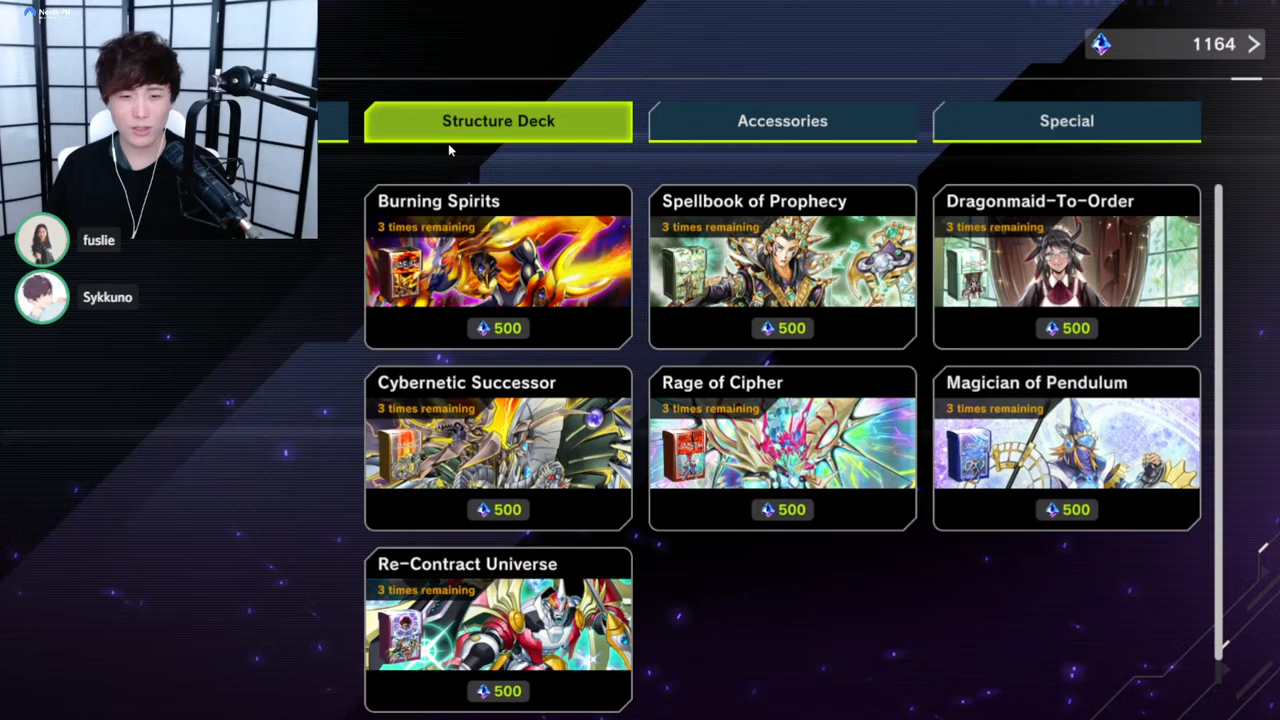 1164
Structure Deck
Accessories
Special
fuslie
Sykkuno
Burning Spirits
3 times remaining
500
Spellbook of Prophecy
3 times remaining
500
Dragonmaid-To-Order
3 times remaining
500
Cybernetic Successor
3 times remaining
500
Rage of Cipher
3 times remaining
500
Magician of Pendulum
3 times remaining
500
Re-Contract Universe
3 times remaining
500